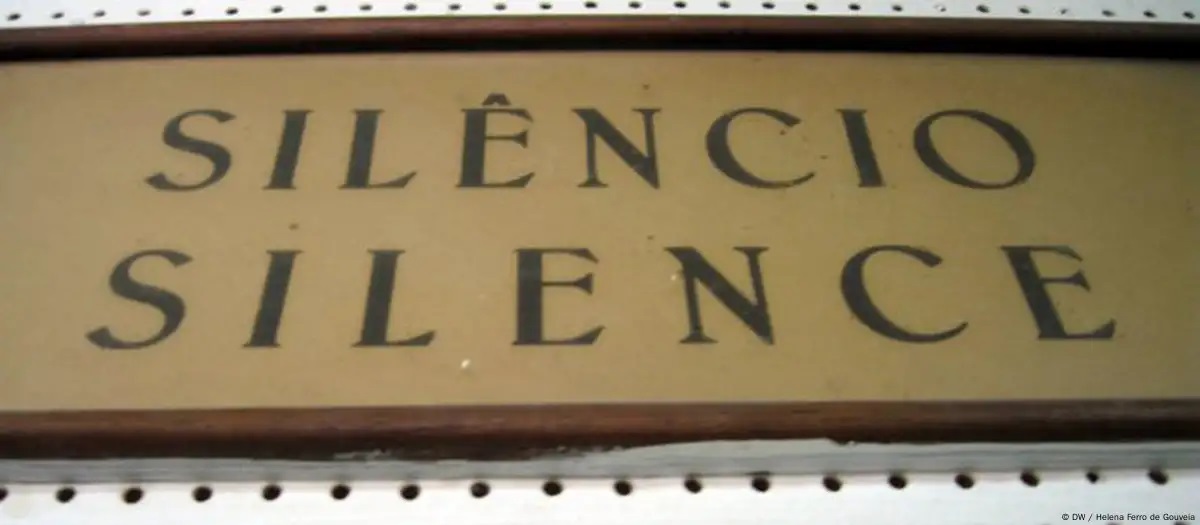 SILÊNCIO
SILENCE
© DW / Helena Ferro de Gouveia